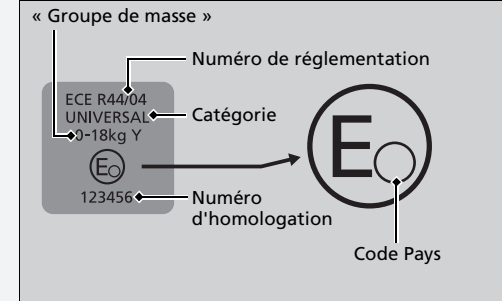 « Groupe de masse »
Numéro de réglementation
ECE R44/04
UNIVERSAL
Catégorie
0-18kg Y
E
E
123456
Numéro
d'homologation
Code Pays